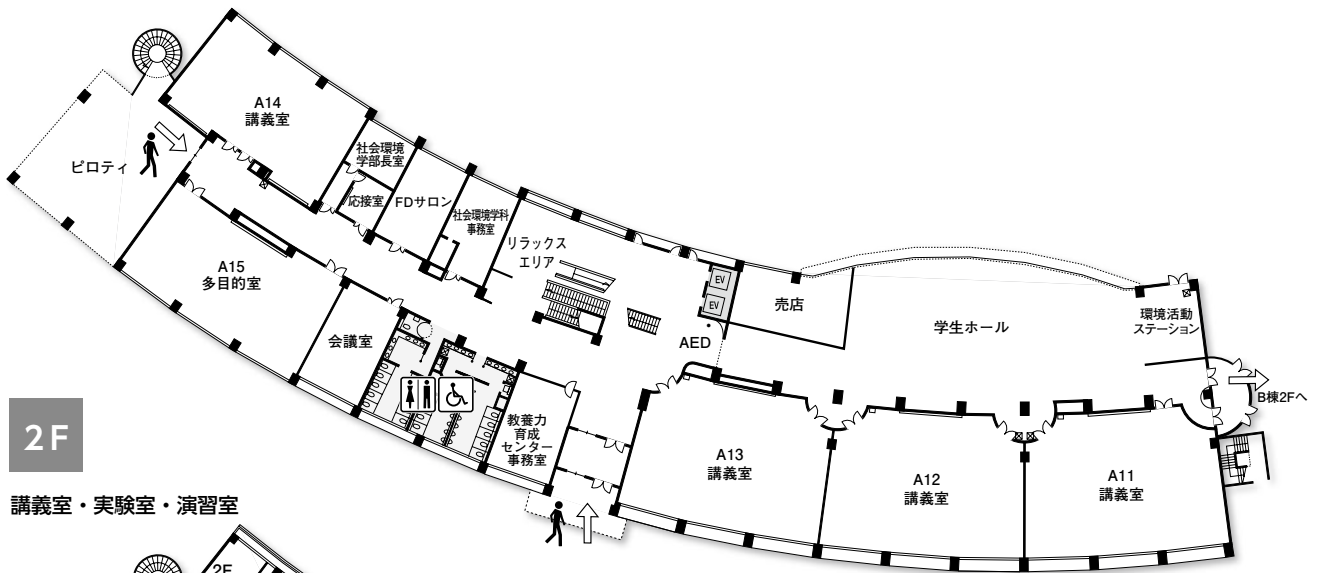 A14
講義室
ピロティ
社会環境
学部長室
応接室
FDサロン
社会環境学科
事務室
リラックス
エリア
EV
EV
AED
売店
学生ホール
環境活動
ステーション
B棟2Fへ
A15
多目的室
会議室
教養力
育成
センター
事務室
A13
講義室
A12
講義室
A11
講義室
2F
講義室・実験室・演習室
2F